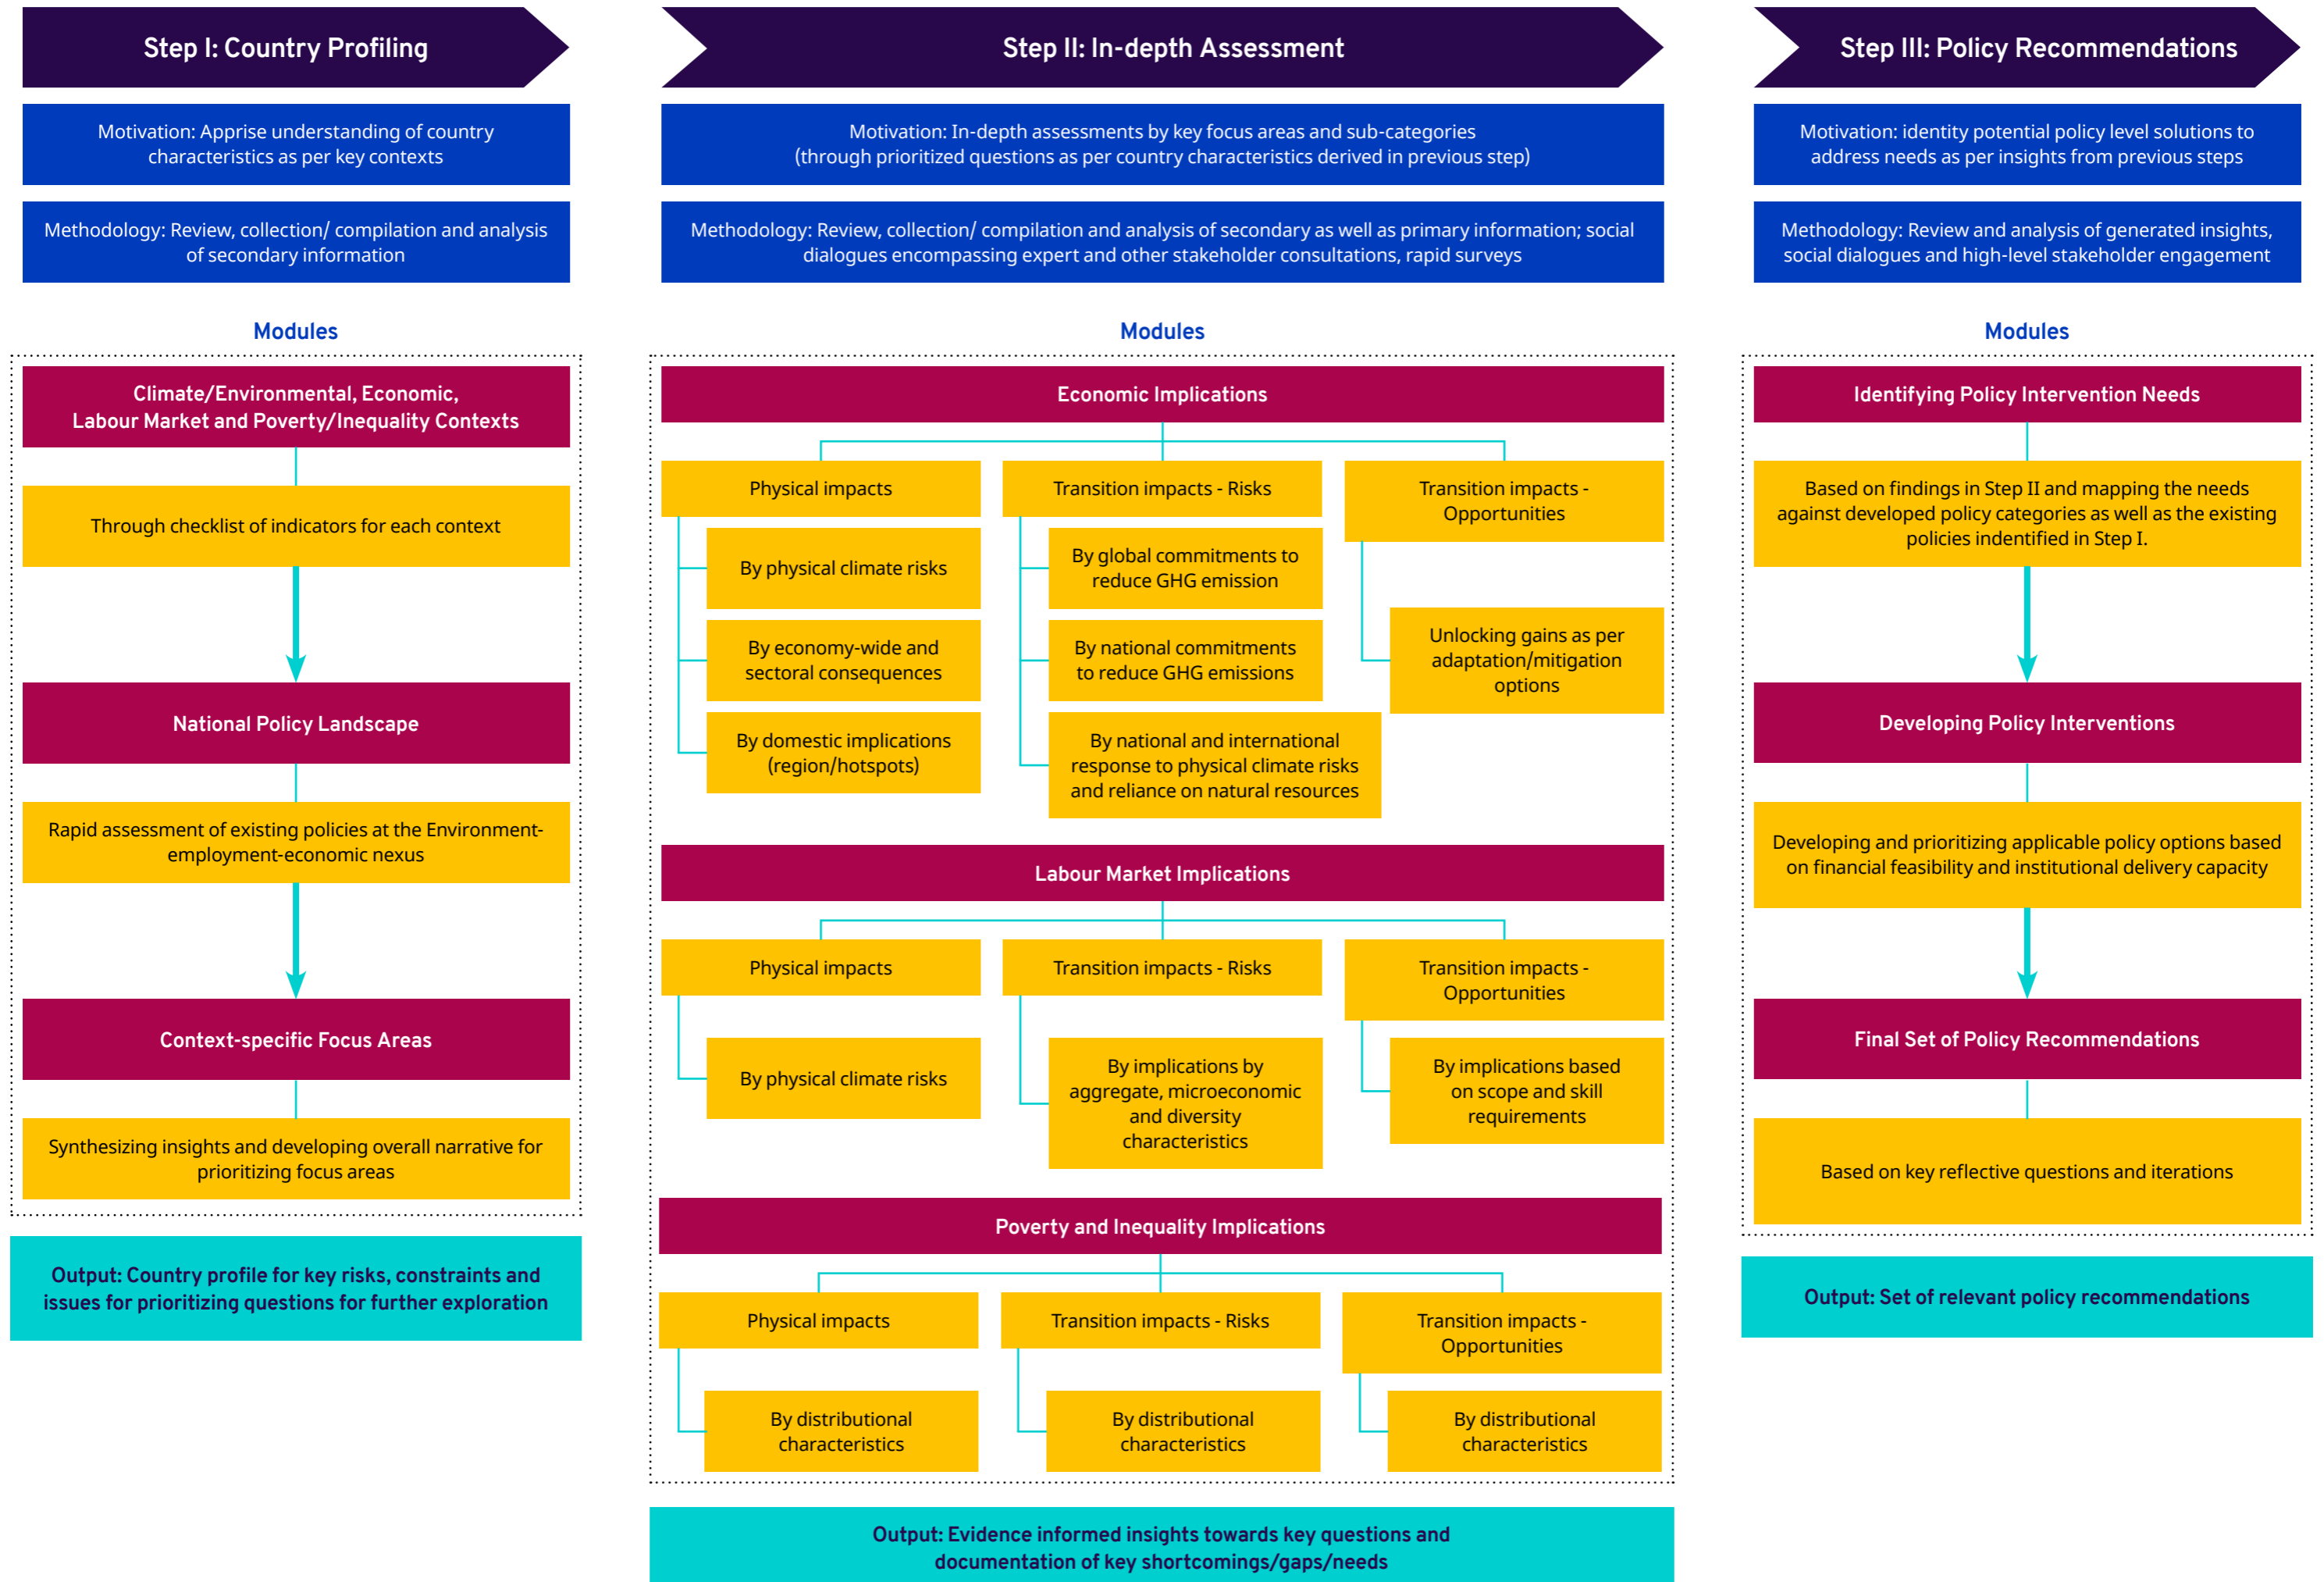 Step I: Country Profiling
Motivation: Apprise understanding of country
characteristics as per key contexts
Methodology: Review, collection/ compilation and analysis
of secondary information
Modules
Climate/Environmental, Economic,
Labour Market and Poverty/Inequality Contexts
Through checklist of indicators for each context
National Policy Landscape
Rapid assessment of existing policies at the Environment-
employment-economic nexus
Context-specific Focus Areas
Synthesizing insights and developing overall narrative for
prioritizing focus areas
Output: Country profile for key risks, constraints and
issues for prioritizing questions for further exploration
Step II: In-depth Assessment
Motivation: In-depth assessments by key focus areas and sub-categories
(through prioritized questions as per country characteristics derived in previous step)
Methodology: Review, collection/ compilation and analysis of secondary as well as primary information; social
dialogues encompassing expert and other stakeholder consultations, rapid surveys
Modules
Economic Implications
Physical impacts
By physical climate risks
By economy-wide and
sectoral consequences
By domestic implications
(region/hotspots)
Transition impacts - Risks
By global commitments to
reduce GHG emission
By national commitments
to reduce GHG emissions
By national and international
response to physical climate risks
and reliance on natural resources
Transition impacts -
Opportunities
Unlocking gains as per
adaptation/mitigation
options
Labour Market Implications
Physical impacts
By physical climate risks
Transition impacts - Risks
By implications by
aggregate, microeconomic
and diversity
characteristics
Transition impacts -
Opportunities
By implications based
on scope and skill
requirements
Poverty and Inequality Implications
Physical impacts
By distributional
characteristics
Transition impacts - Risks
By distributional
characteristics
Transition impacts -
Opportunities
By distributional
characteristics
Output: Evidence informed insights towards key questions and
documentation of key shortcomings/gaps/needs
Step III: Policy Recommendations
Motivation: identity potential policy level solutions to
address needs as per insights from previous steps
Methodology: Review and analysis of generated insights,
social dialogues and high-level stakeholder engagement
Modules
Identifying Policy Intervention Needs
Based on findings in Step II and mapping the needs
against developed policy categories as well as the existing
policies indentified in Step I.
Developing Policy Interventions
Developing and prioritizing applicable policy options based
on financial feasibility and institutional delivery capacity
Final Set of Policy Recommendations
Based on key reflective questions and iterations
Output: Set of relevant policy recommendations